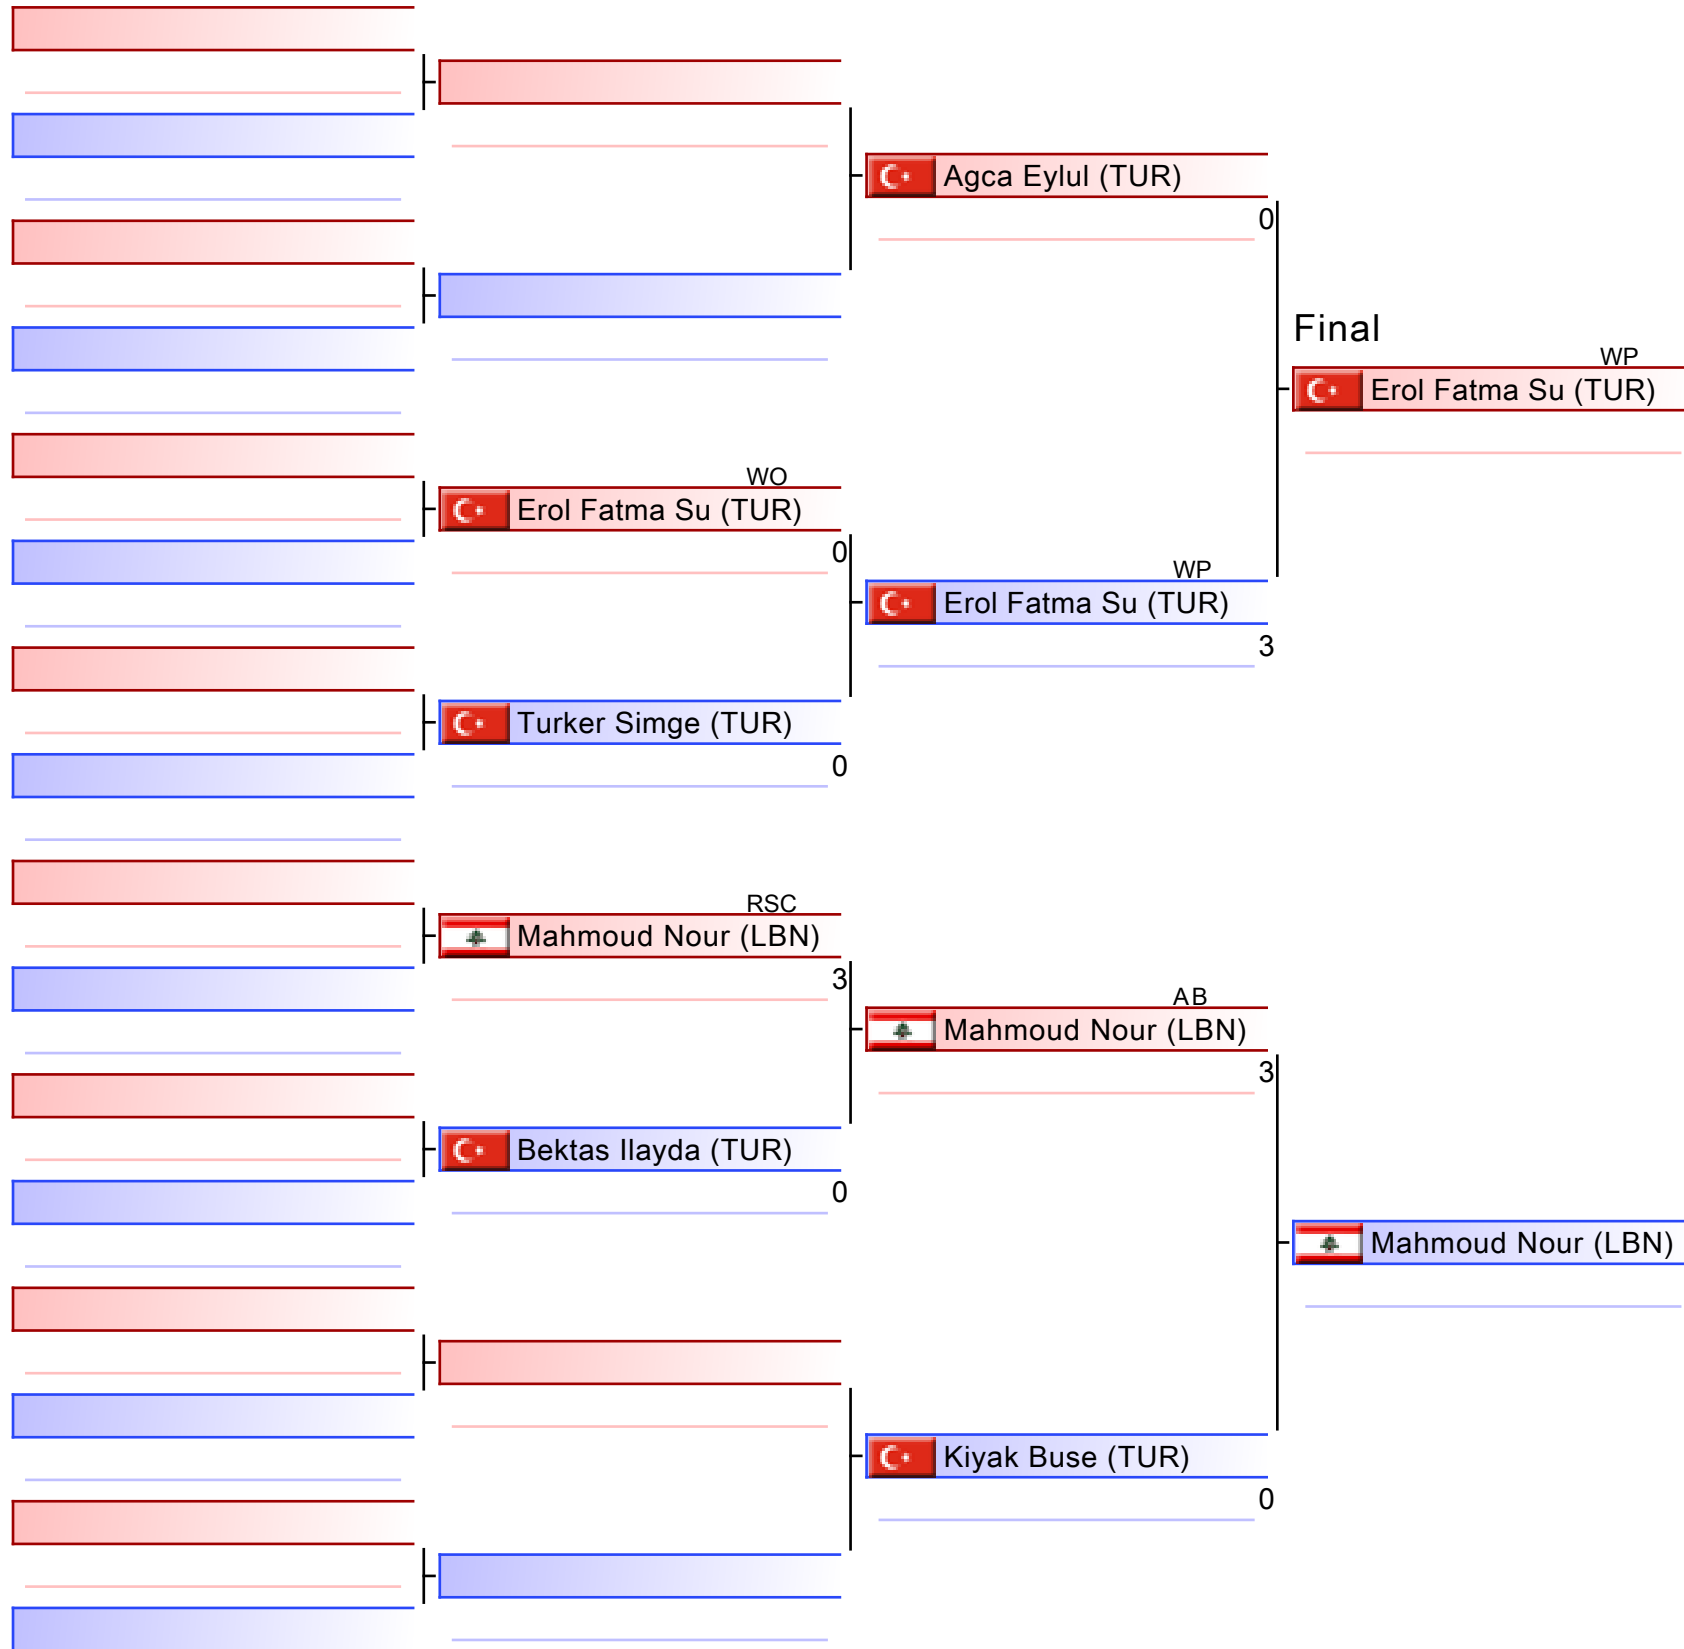 Agca Eylul (TUR)
0
Final
WP
Erol Fatma Su (TUR)
WO
Erol Fatma Su (TUR)
0
WP
Erol Fatma Su (TUR)
3
Turker Simge (TUR)
0
RSC
Mahmoud Nour (LBN)
3
AB
Mahmoud Nour (LBN)
3
Bektas Ilayda (TUR)
0
Mahmoud Nour (LBN)
Kiyak Buse (TUR)
0